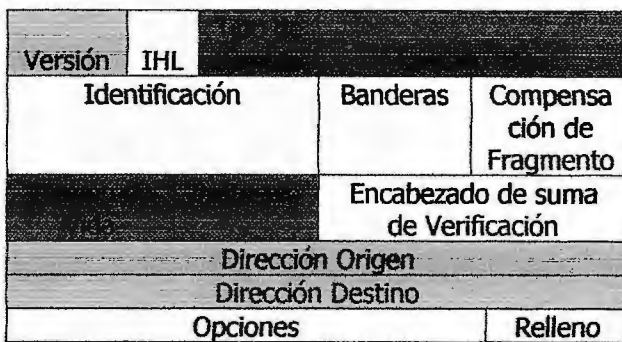 Versión IHL
Identificación Banderas Compensa
ción de
Fragmento
Encabezado de suma
de Verificación
Dirección Origen
Dirección Destino
Opciones Relleno